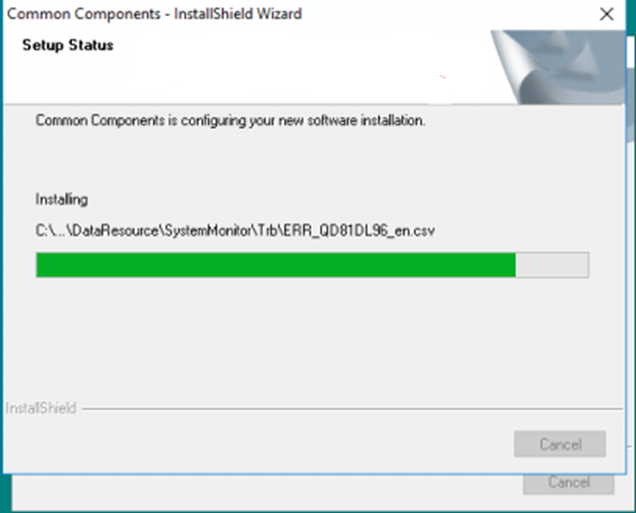 Common Components - InstallShield Wizard
Setup Status
Common Components is configuring your new software installation.
Installing
C:\...\DataResource\SystemMonitor\Trb\ERR_QD81DL96_en.csv
InstallShield
Cancel
Cancel